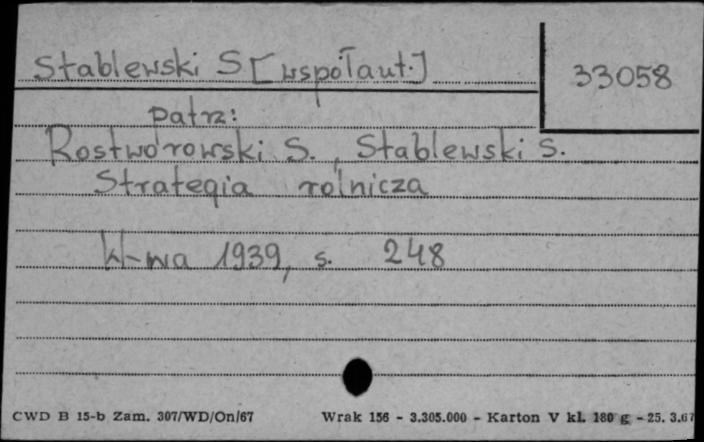 Stablewski S [współaut.]
33058
patrz:
Rostworowski S., Stablewski S.
Strategia rolnicza
W-wa 1939, s. 248
CWD B 15-b Zam. 307/WD/On/67 Wrak 156 - 3.305.000 - Karton V kl. 180 g - 25. 3.67